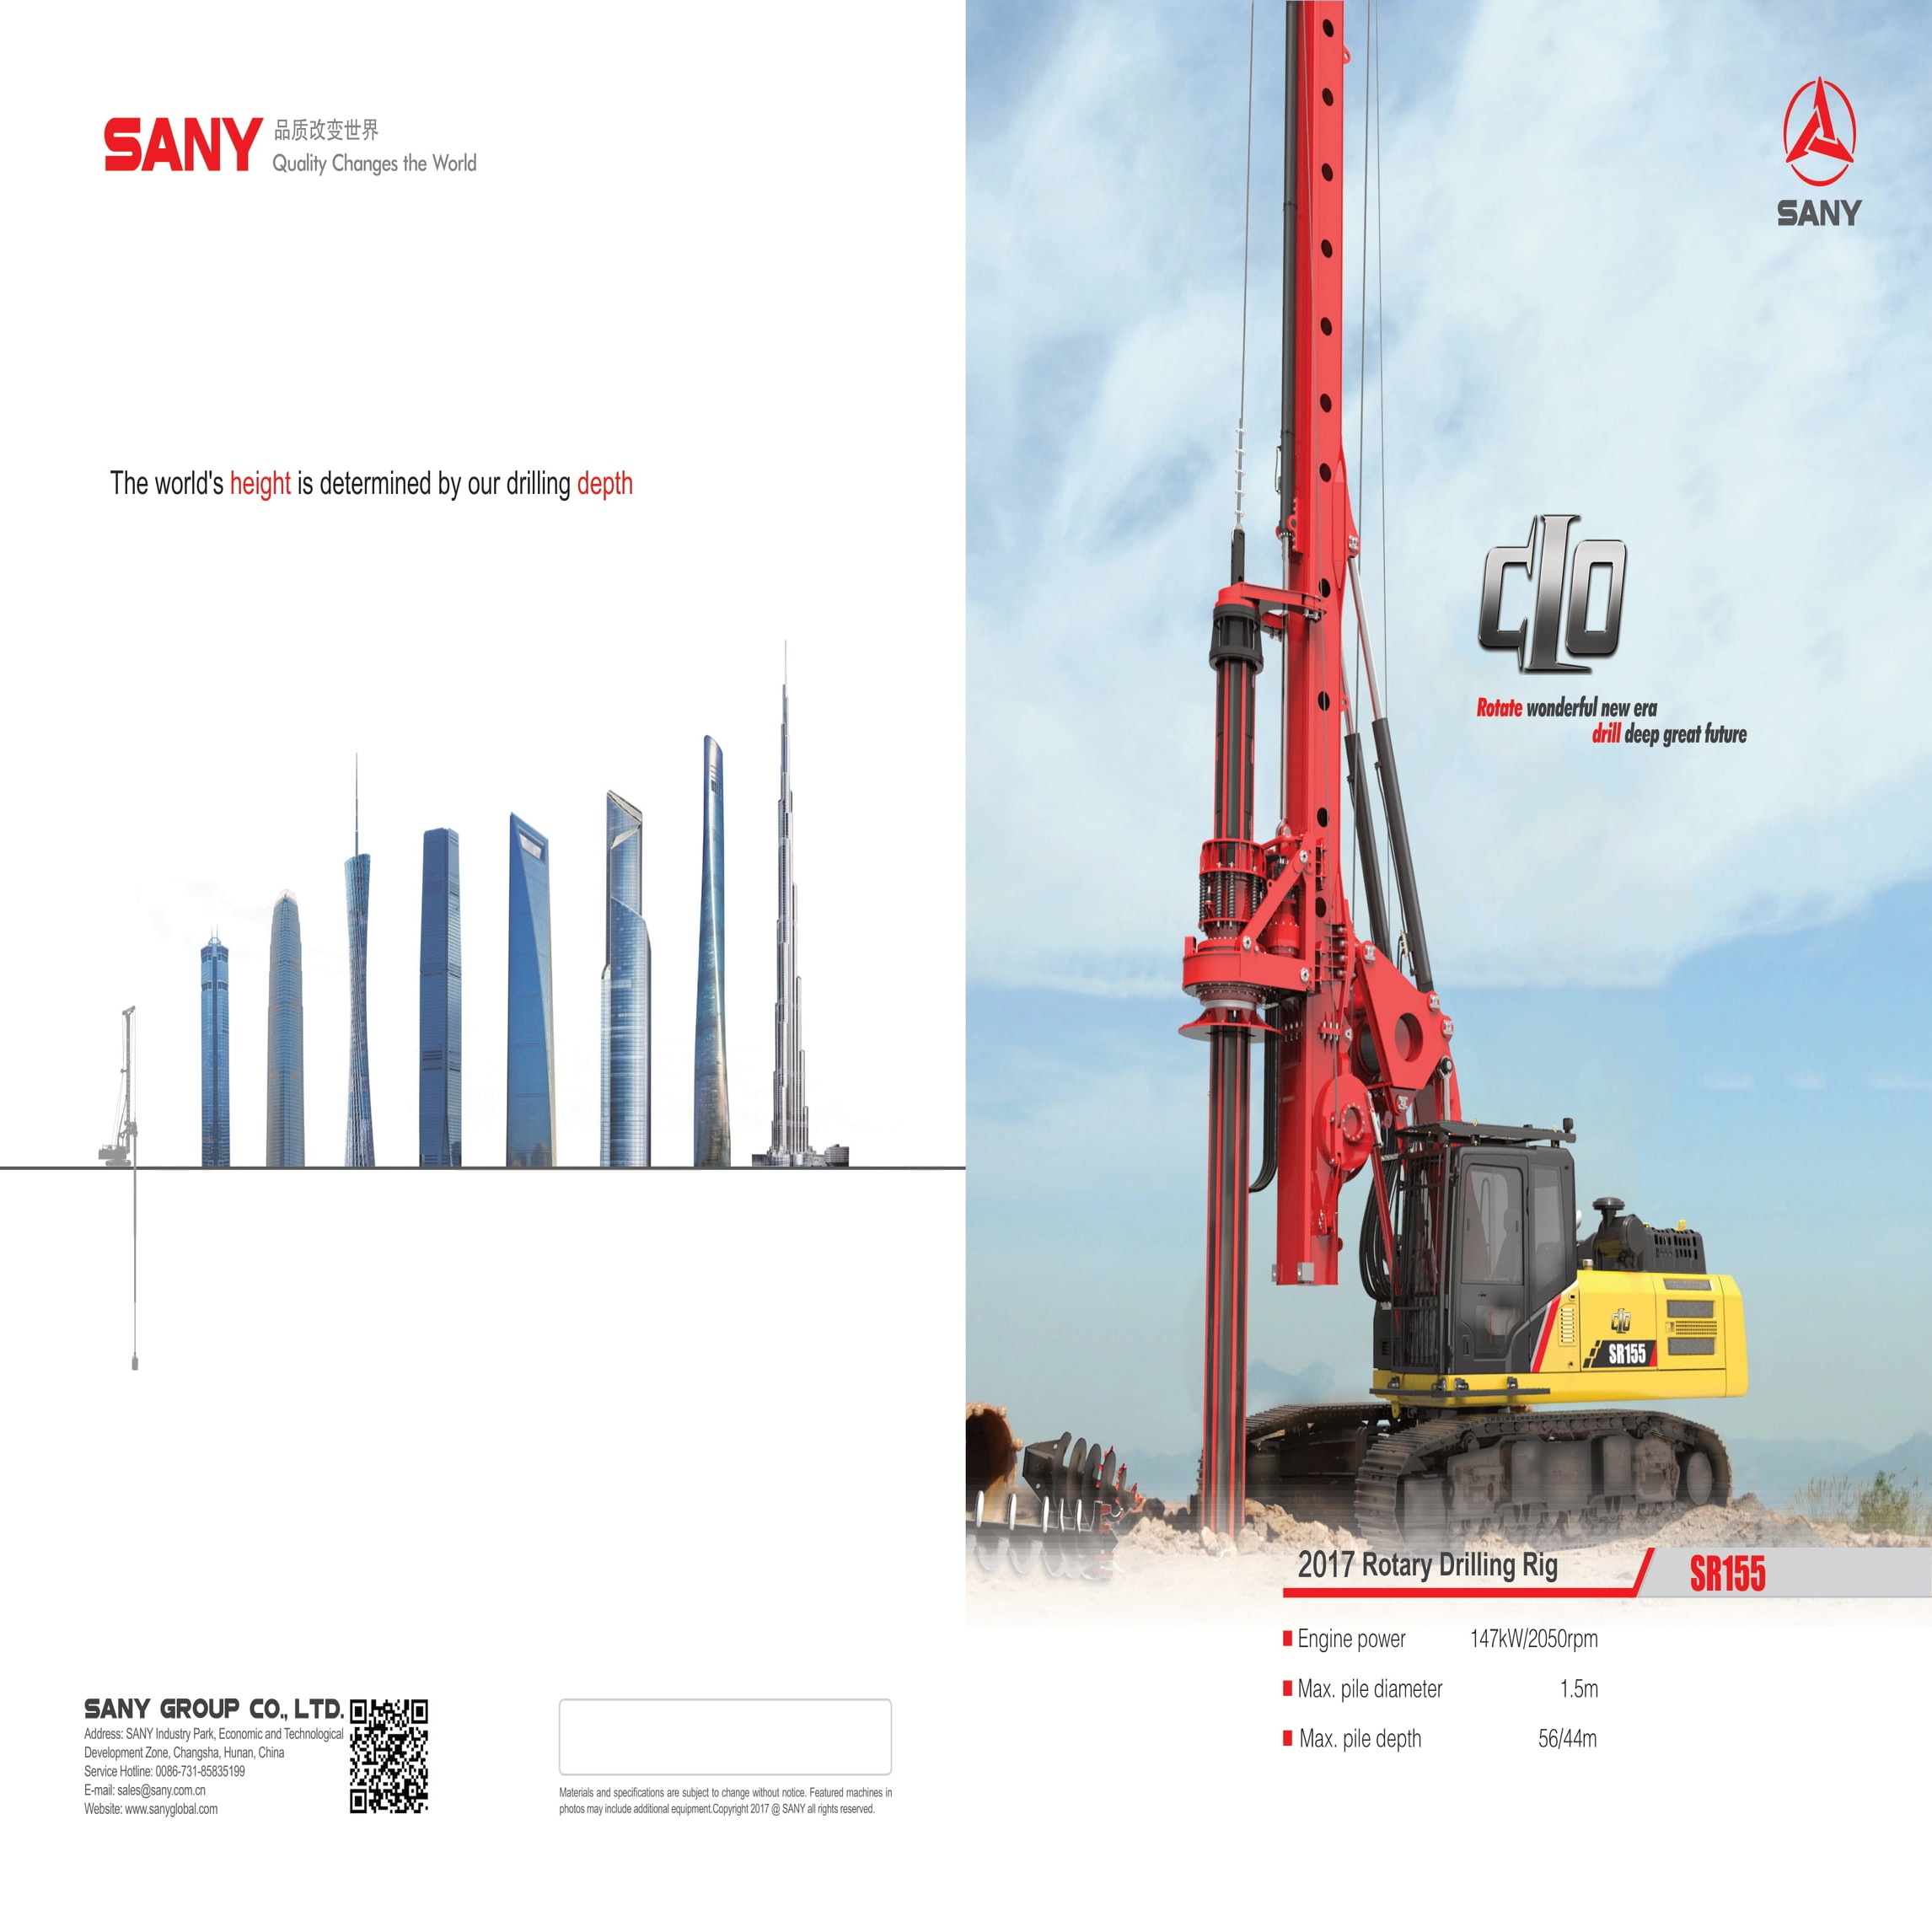 SANY 品质改变世界
Quality Changes the World
The world's height is determined by our drilling depth
SANY GROUP CO., LTD.
Address: SANY Industry Park, Economic and Technological
Development Zone, Changsha, Hunan, China
Service Hotline: 0086-731-85835199
E-mail: sales@sany.com.cn
Website: www.sanyglobal.com
Materials and specifications are subject to change without notice. Featured machines in
photos may include additional equipment.Copyright 2017 @ SANY all rights reserved.
SANY
C10
Rotate wonderful new era
drill deep great future
C10
SR155
2017 Rotary Drilling Rig
SR155
Engine power 147kW/2050rpm
Max. pile diameter 1.5m
Max. pile depth 56/44m